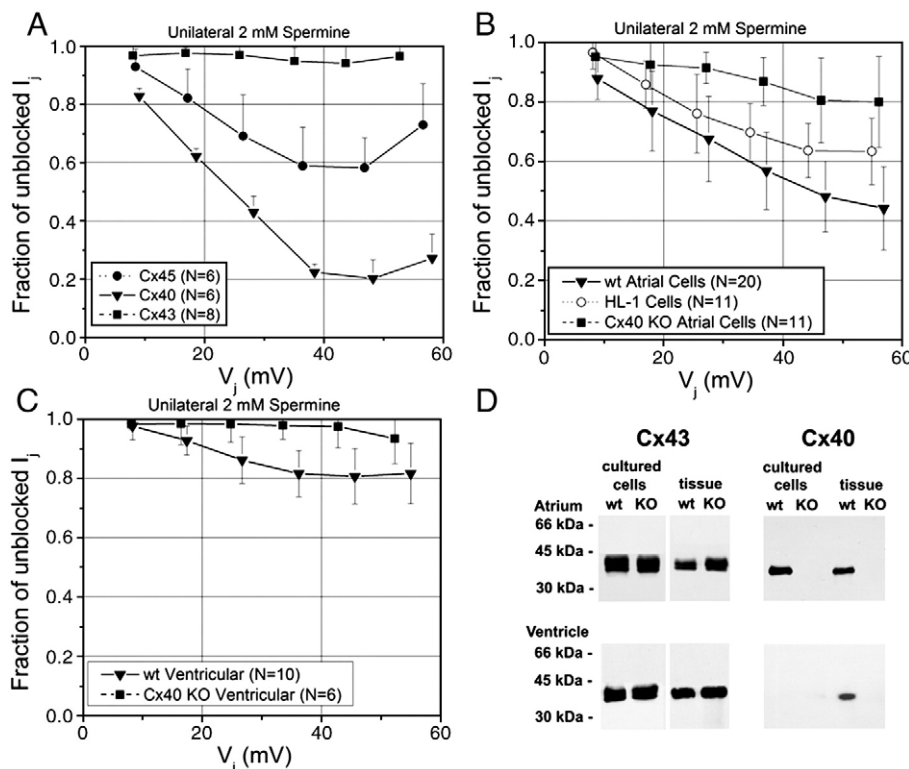 A
Unilateral 2 mM Spermine
Fraction of unblocked Ij
1.0
0.8
0.6
0.4
0.2
0.0
Cx45 (N=6)
Cx40 (N=6)
Cx43 (N=8)
0 20 40 60
Vj (mV)
B
Unilateral 2 mM Spermine
Fraction of unblocked Ij
1.0
0.8
0.6
0.4
0.2
0.0
wt Atrial Cells (N=20)
HL-1 Cells (N=11)
Cx40 KO Atrial Cells (N=11)
0 20 40 60
Vj (mV)
C
Unilateral 2 mM Spermine
Fraction of unblocked Ij
1.0
0.8
0.6
0.4
0.2
0.0
wt Ventricular (N=10)
Cx40 KO Ventricular (N=6)
0 20 40 60
Vj (mV)
D
Cx43 Cx40
cultured cultured
cells tissue cells tissue
Atrium wt KO wt KO wt KO wt KO
66 kDa -
45 kDa -
30 kDa -
Ventricle
66 kDa -
45 kDa -
30 kDa -